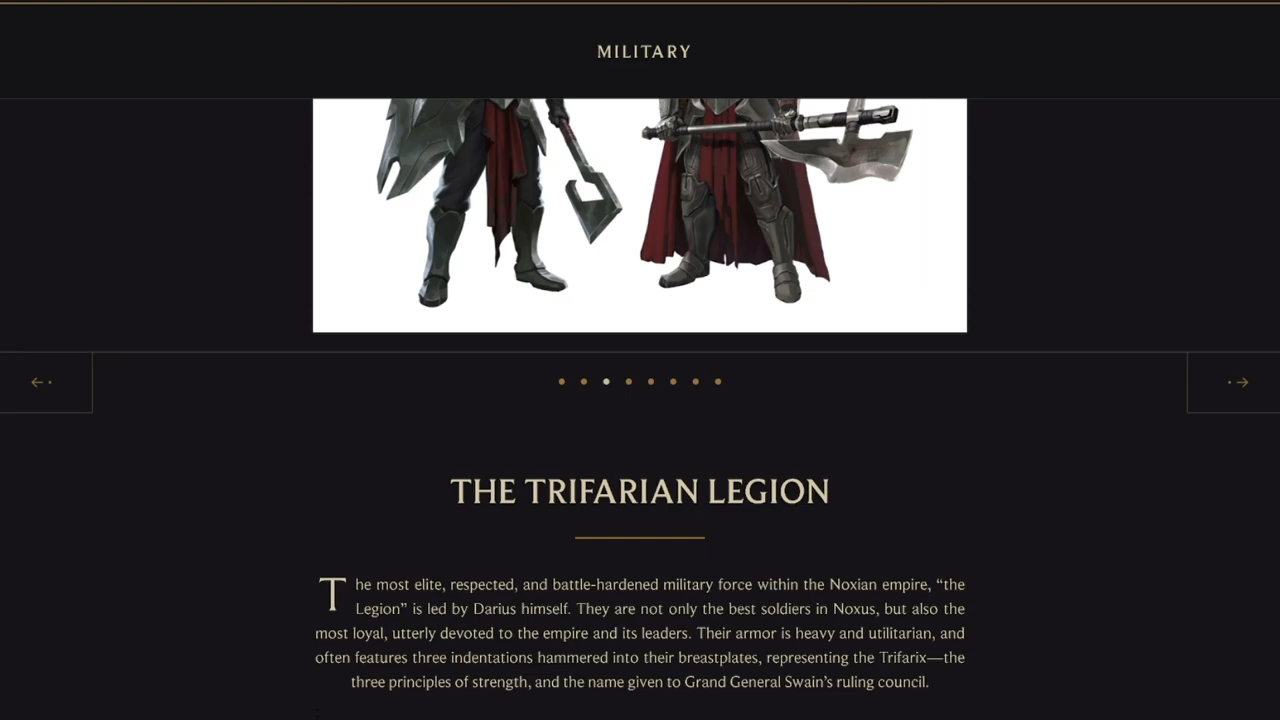 MILITARY
THE TRIFARIAN LEGION
The most elite, respected, and battle-hardened military force within the Noxian empire, “the
Legion” is led by Darius himself. They are not only the best soldiers in Noxus, but also the
most loyal, utterly devoted to the empire and its leaders. Their armor is heavy and utilitarian, and
often features three indentations hammered into their breastplates, representing the Trifarix—the
three principles of strength, and the name given to Grand General Swain’s ruling council.